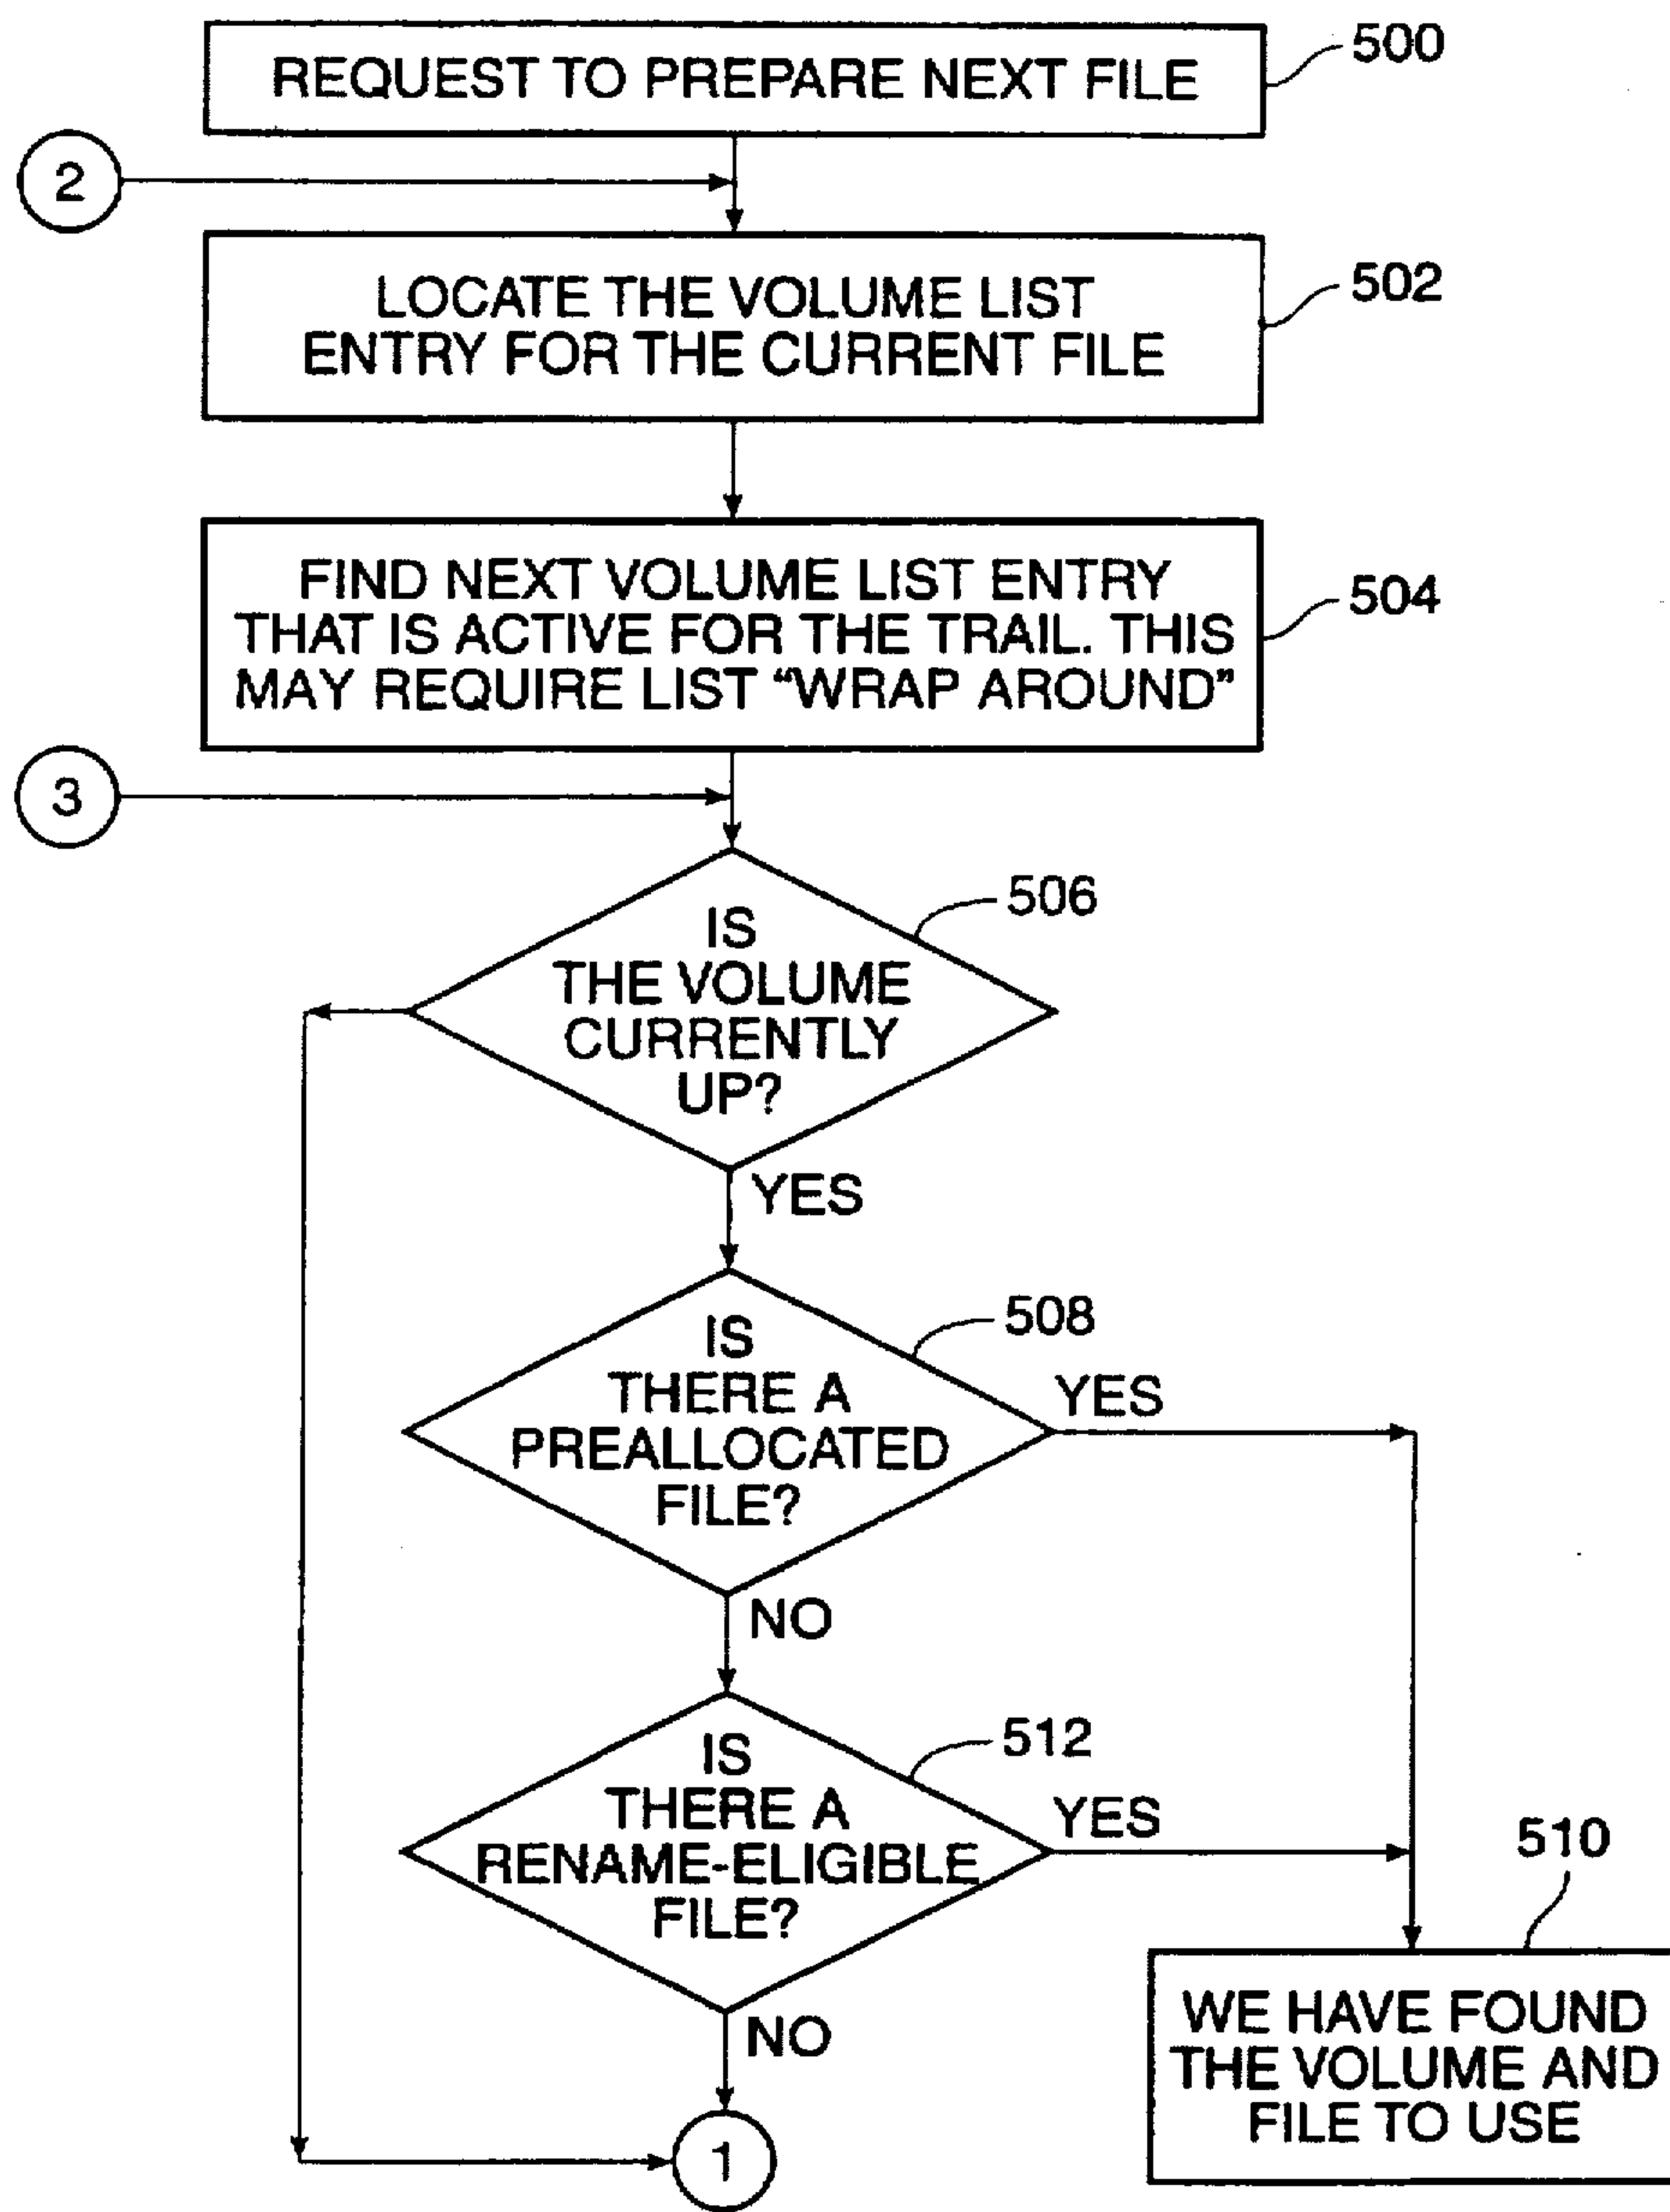 REQUEST TO PREPARE NEXT FILE
500
2
LOCATE THE VOLUME LIST
ENTRY FOR THE CURRENT FILE
502
FIND NEXT VOLUME LIST ENTRY
THAT IS ACTIVE FOR THE TRAIL. THIS
MAY REQUIRE LIST “WRAP AROUND”
504
3
506
IS
THE VOLUME
CURRENTLY
UP?
YES
508
IS
THERE A
PREALLOCATED
FILE?
YES
NO
512
IS
THERE A
RENAME-ELIGIBLE
FILE?
YES
NO
510
WE HAVE FOUND
THE VOLUME AND
FILE TO USE
1